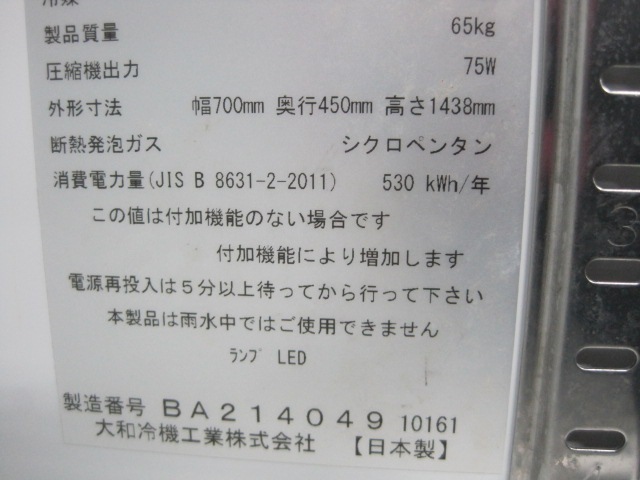 冷媒
製品質量 65kg
圧縮機出力 75W
外形寸法 幅700mm 奥行450mm 高さ1438mm
断熱発泡ガス シクロペンタン
消費電力量(JIS B 8631-2-2011) 530 kWh/年
この値は付加機能のない場合です
付加機能により増加します
電源再投入は5分以上待ってから行って下さい
本製品は雨水中ではご使用できません
ﾗﾝﾌﾟ LED
製造番号 BA214049 10161
大和冷機工業株式会社 【日本製】